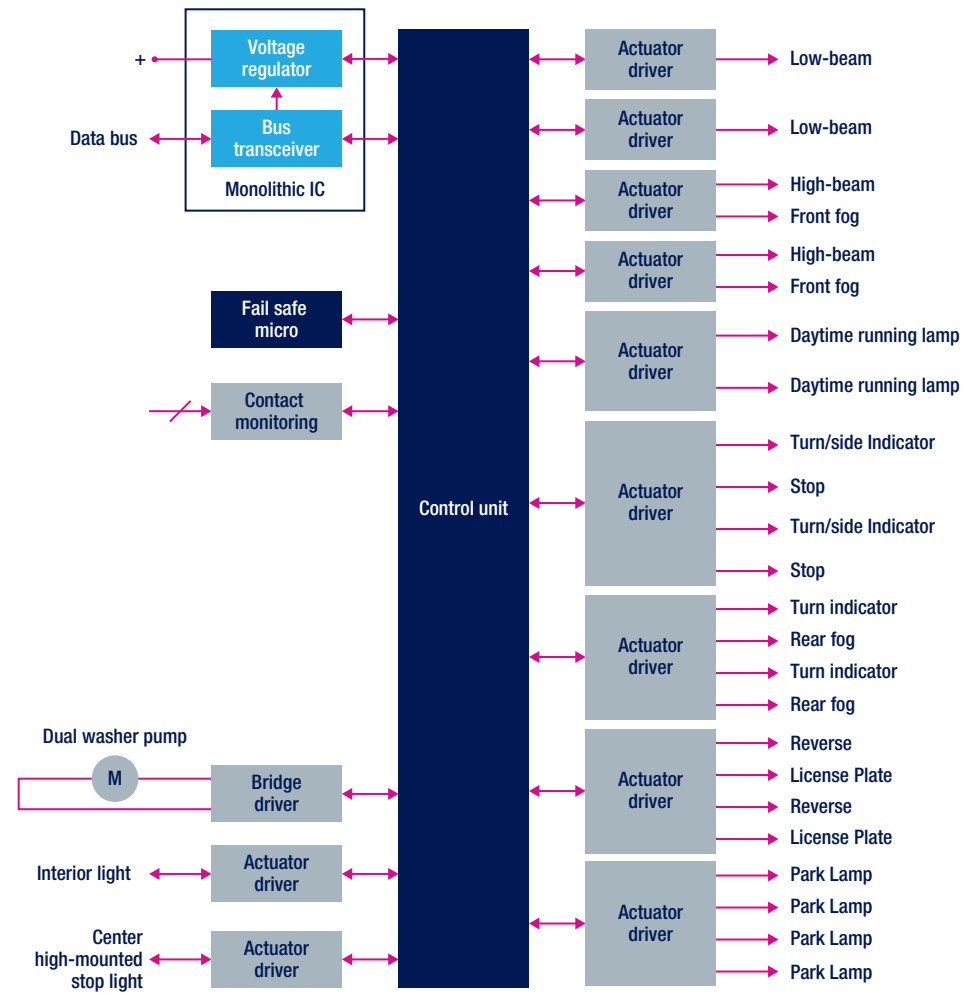 +
Voltage
regulator
Data bus
Bus
transceiver
Monolithic IC
Fail safe
micro
Contact
monitoring
Dual washer pump
M
Bridge
driver
Interior light
Actuator
driver
Center
high-mounted
stop light
Actuator
driver
Control unit
Actuator
driver
Low-beam
Actuator
driver
Low-beam
Actuator
driver
High-beam
Front fog
Actuator
driver
High-beam
Front fog
Actuator
driver
Daytime running lamp
Daytime running lamp
Actuator
driver
Turn/side Indicator
Stop
Turn/side Indicator
Stop
Actuator
driver
Turn indicator
Rear fog
Turn indicator
Rear fog
Actuator
driver
Reverse
License Plate
Reverse
License Plate
Actuator
driver
Park Lamp
Park Lamp
Park Lamp
Park Lamp